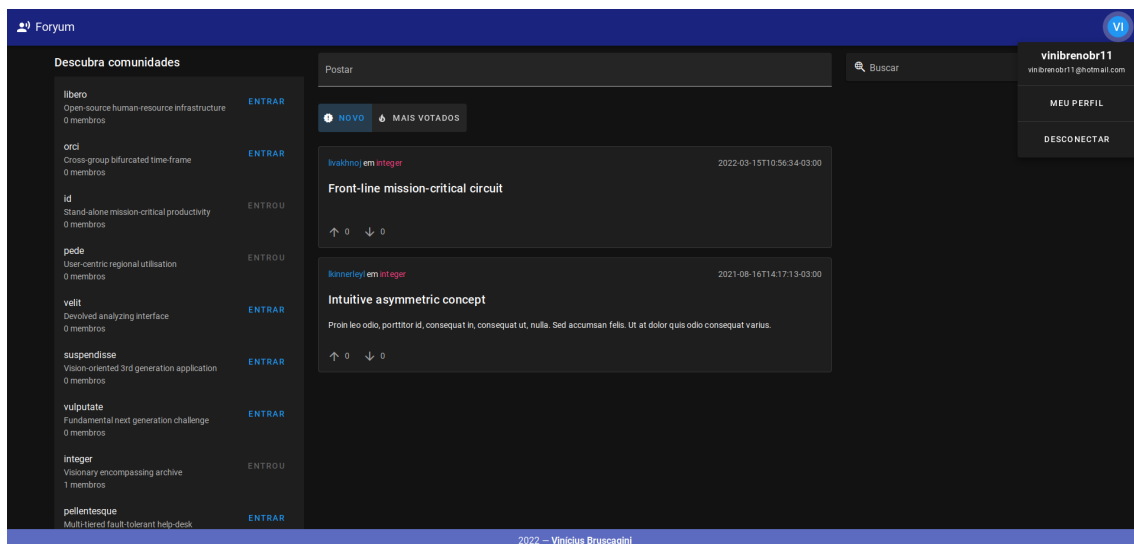 Foryum
VI
vinibrenobr11
vinibrenobr11@hotmail.com
MEU PERFIL
DESCONECTAR
Descubra comunidades
libero
Open-source human-resource infrastructure
0 membros
ENTRAR
orci
Cross-group bifurcated time-frame
0 membros
ENTRAR
id
Stand-alone mission-critical productivity
0 membros
ENTROU
pede
User-centric regional utilisation
0 membros
ENTROU
velit
Devolved analyzing interface
0 membros
ENTRAR
suspendisse
Vision-oriented 3rd generation application
0 membros
ENTRAR
vulputate
Fundamental next generation challenge
0 membros
ENTRAR
integer
Visionary encompassing archive
1 membros
ENTROU
pellentesque
Multi-tiered fault-tolerant help-desk
ENTRAR
Postar
NOVO
MAIS VOTADOS
livakhnoj em integer
2022-03-15T10:56:34-03:00
Front-line mission-critical circuit
0 0
lkinnerleyl em integer
2021-08-16T14:17:13-03:00
Intuitive asymmetric concept
Proin leo odio, porttitor id, consequat in, consequat ut, nulla. Sed accumsan felis. Ut at dolor quis odio consequat varius.
0 0
Buscar
2022 — Vinícius Bruscagini